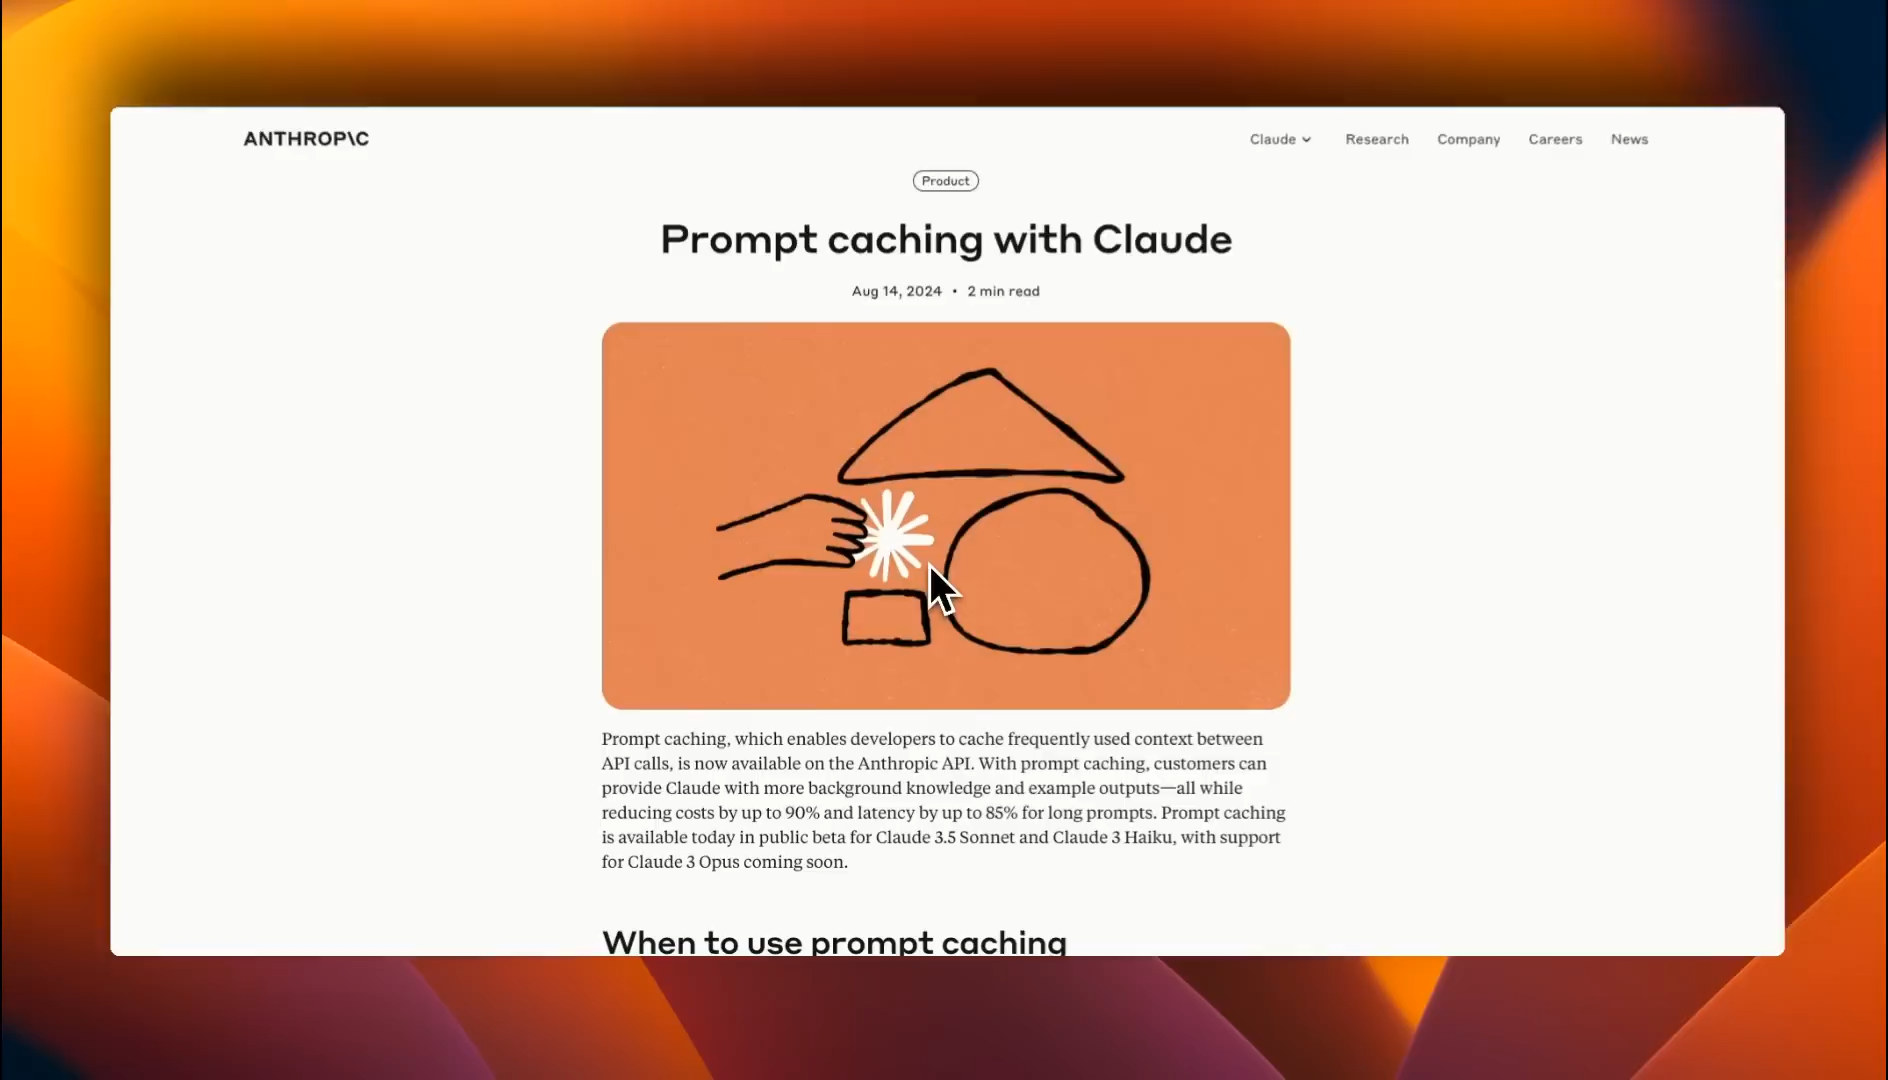 ANTHROP\C
Claude
Research
Company
Careers
News
Product
Prompt caching with Claude
Aug 14, 2024 • 2 min read
Prompt caching, which enables developers to cache frequently used context between
API calls, is now available on the Anthropic API. With prompt caching, customers can
provide Claude with more background knowledge and example outputs—all while
reducing costs by up to 90% and latency by up to 85% for long prompts. Prompt caching
is available today in public beta for Claude 3.5 Sonnet and Claude 3 Haiku, with support
for Claude 3 Opus coming soon.
When to use prompt caching